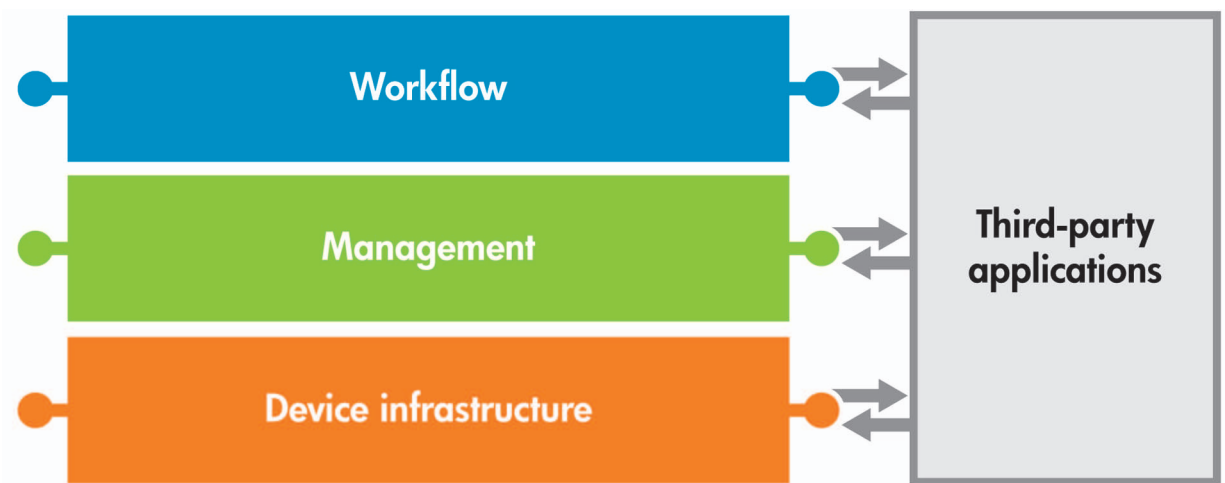 Workflow
Management
Device infrastructure
Third-party
applications